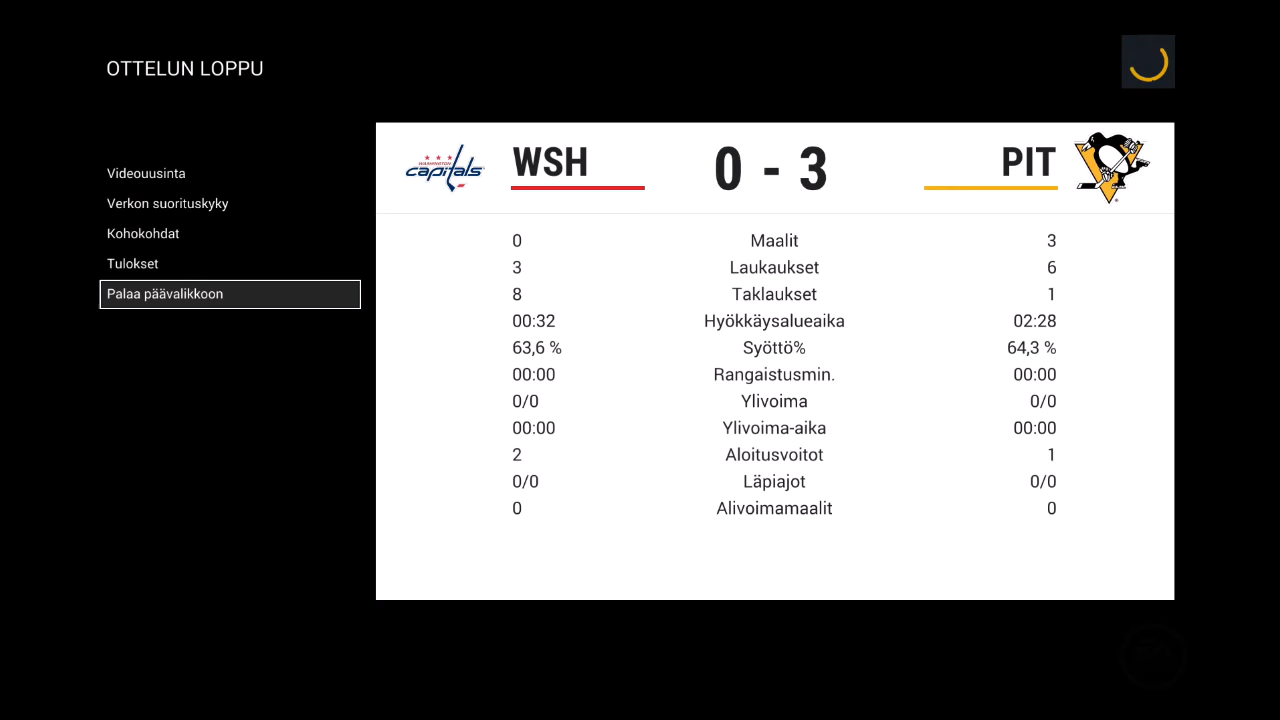 OTTELUN LOPPU
Videouusinta
Verkon suorituskyky
Kohokohdat
Tulokset
Palaa päävalikkoon
WASHINGTON
capitals
WSH 0 - 3 PIT
0 Maalit 3
3 Laukaukset 6
8 Taklaukset 1
00:32 Hyökkäysalueaika 02:28
63,6 % Syöttö% 64,3 %
00:00 Rangaistusmin. 00:00
0/0 Ylivoima 0/0
00:00 Ylivoima-aika 00:00
2 Aloitusvoitot 1
0/0 Läpiajot 0/0
0 Alivoimamaalit 0
EA